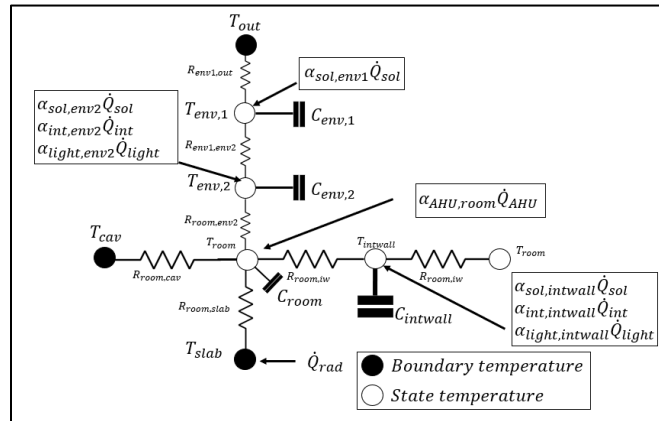 T_out
R_env1,out
α_sol,env1 Q̇_sol
T_env,1
C_env,1
α_sol,env2 Q̇_sol
α_int,env2 Q̇_int
α_light,env2 Q̇_light
R_env1,env2
T_env,2
C_env,2
R_room,env2
α_AHU,room Q̇_AHU
T_cav
T_room
T_intwall
T_room
R_room,cav
R_room,iw
R_room,iw
C_room
R_room,slab
C_intwall
α_sol,intwall Q̇_sol
α_int,intwall Q̇_int
α_light,intwall Q̇_light
T_slab
Q̇_rad
Boundary temperature
State temperature